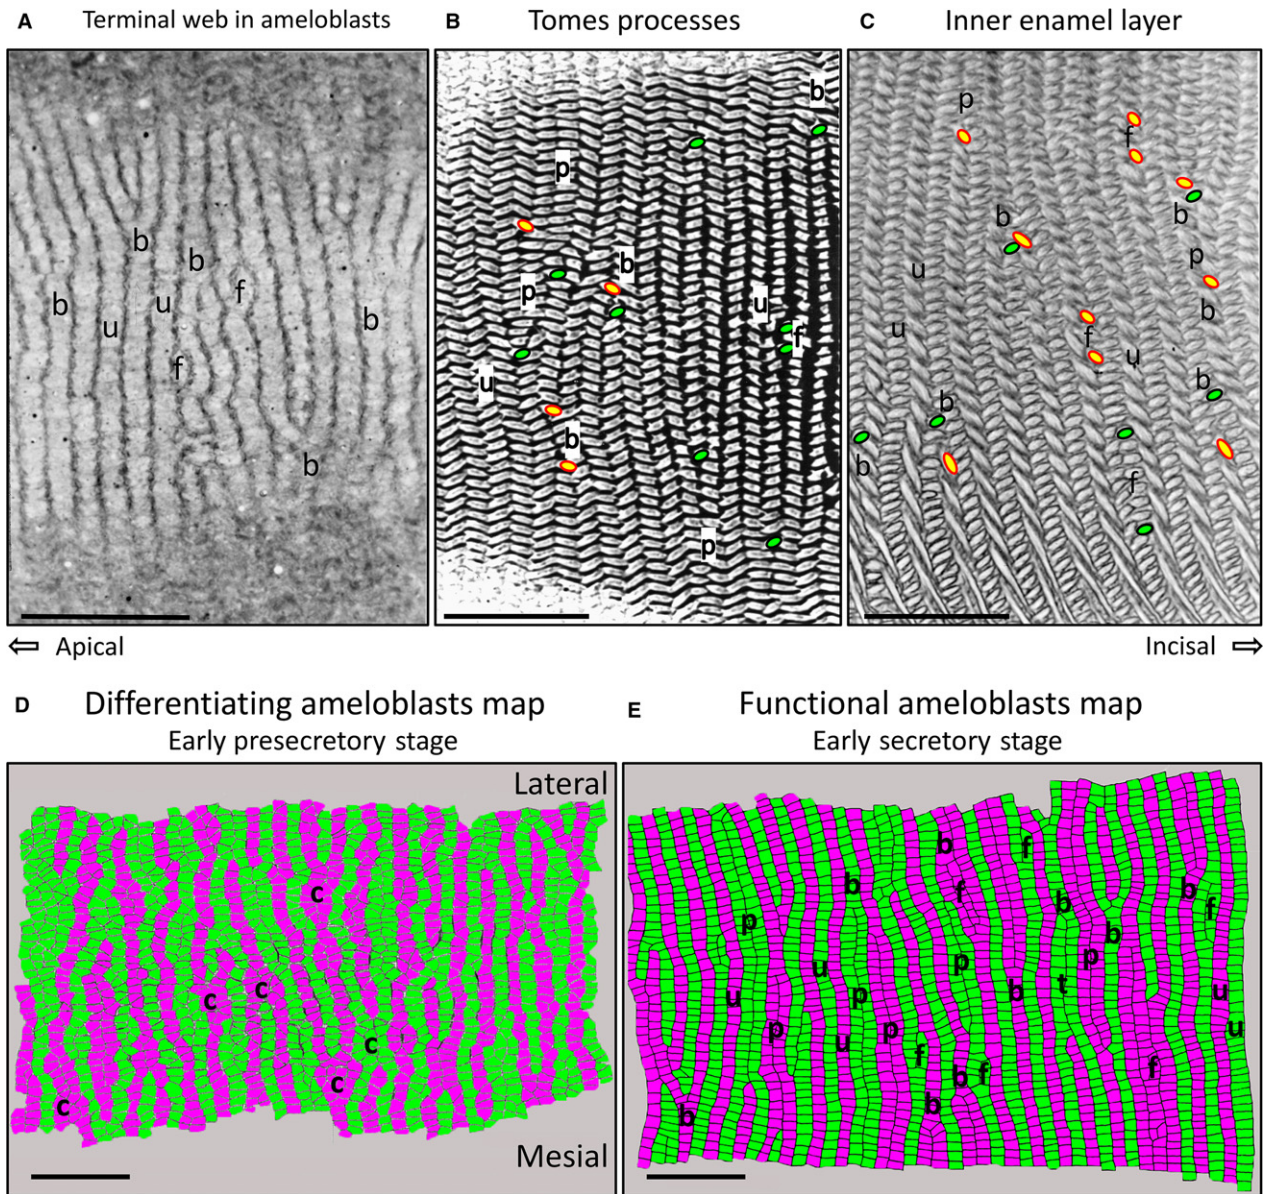 A Terminal web in ameloblasts
b
b
b
f
b
u
u
f
b
b
B Tomes processes
b
p
b
p
u
f
u
b
p
C Inner enamel layer
p
f
b
b
p
u
b
u
f
u
b
b
b
f
⇦ Apical
Incisal ⇨
D Differentiating ameloblasts map
Early presecretory stage
Lateral
c
c
c
c
c
c
Mesial
E Functional ameloblasts map
Early secretory stage
b
f
b
f
b
b
f
p
b
p
p
u
u
p
b
t
u
p
p
u
u
f
f
b
f
b
b